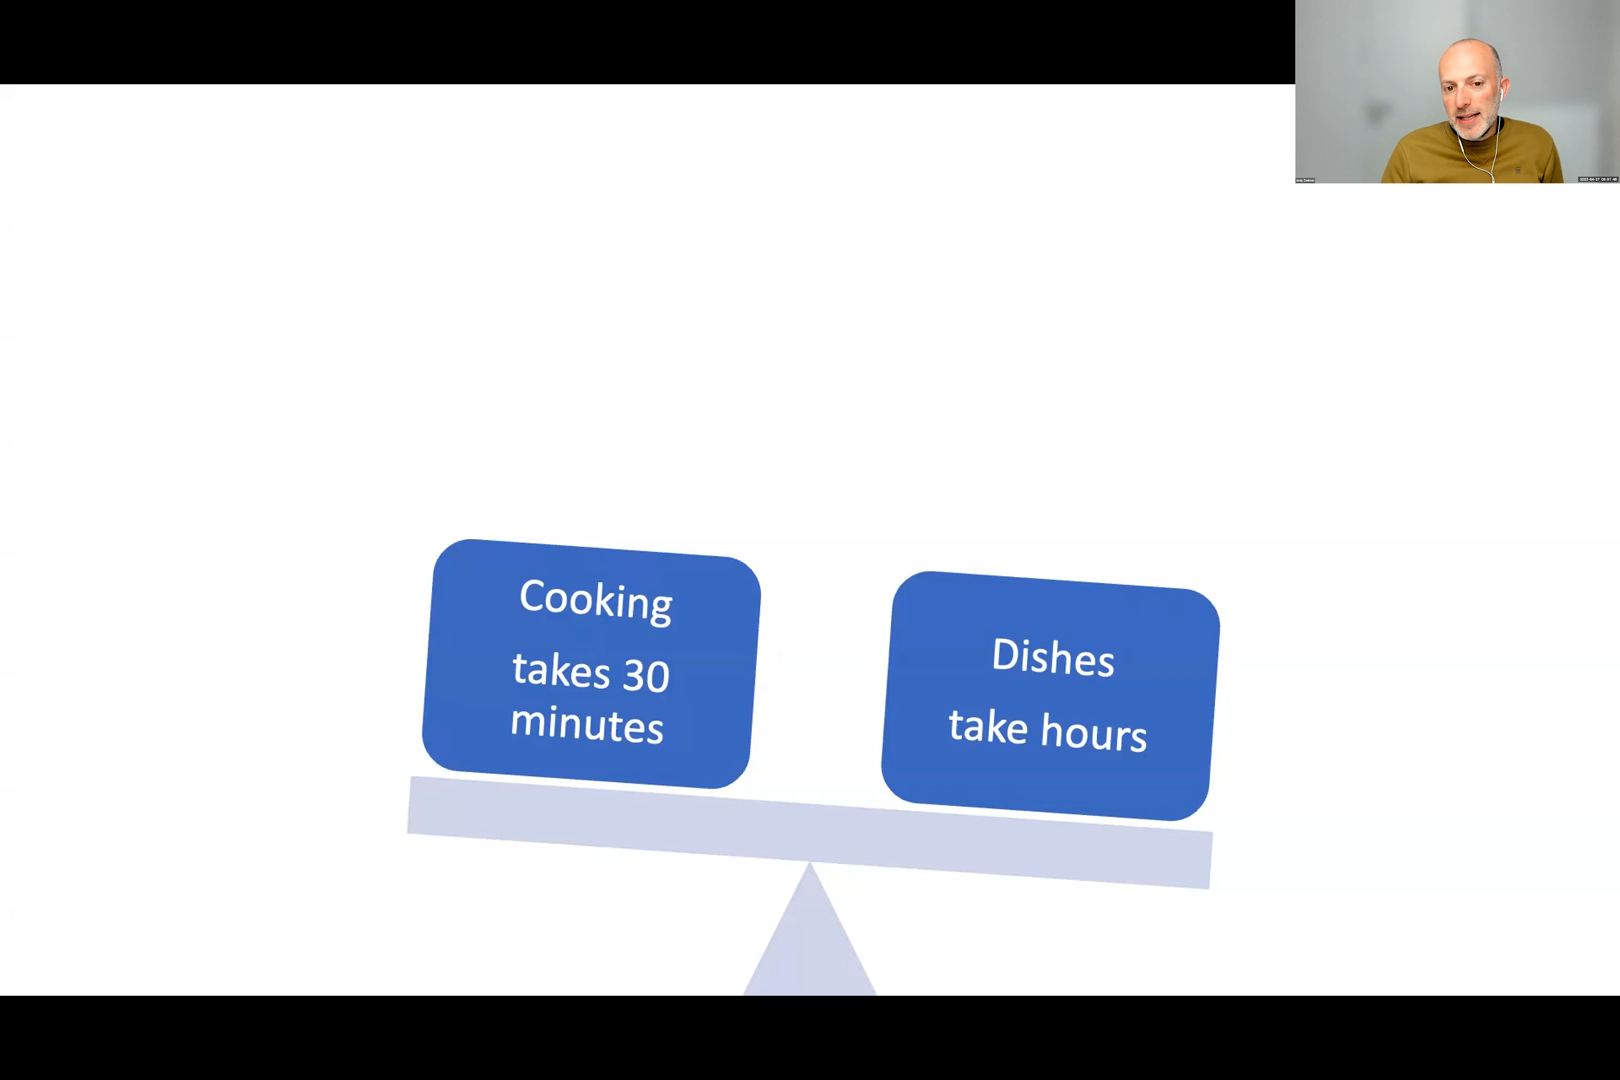 Cooking
takes 30
minutes
Dishes
take hours